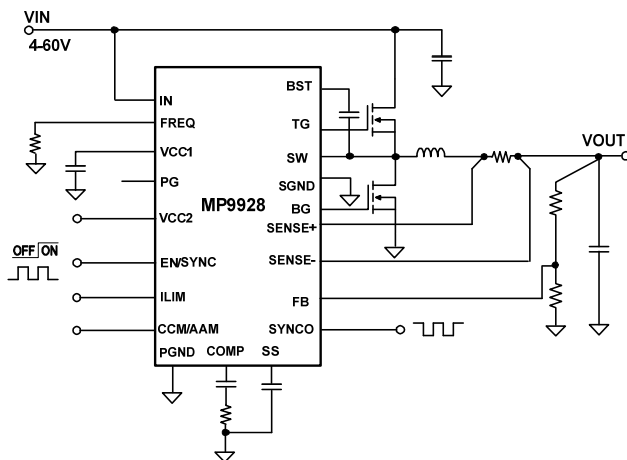 VIN
4-60V
BST
IN
FREQ
TG
VCC1
SW
VOUT
PG
SGND
MP9928
VCC2
BG
SENSE+
OFF ON
EN/SYNC
SENSE-
ILIM
FB
CCM/AAM
SYNCO
PGND
COMP
SS